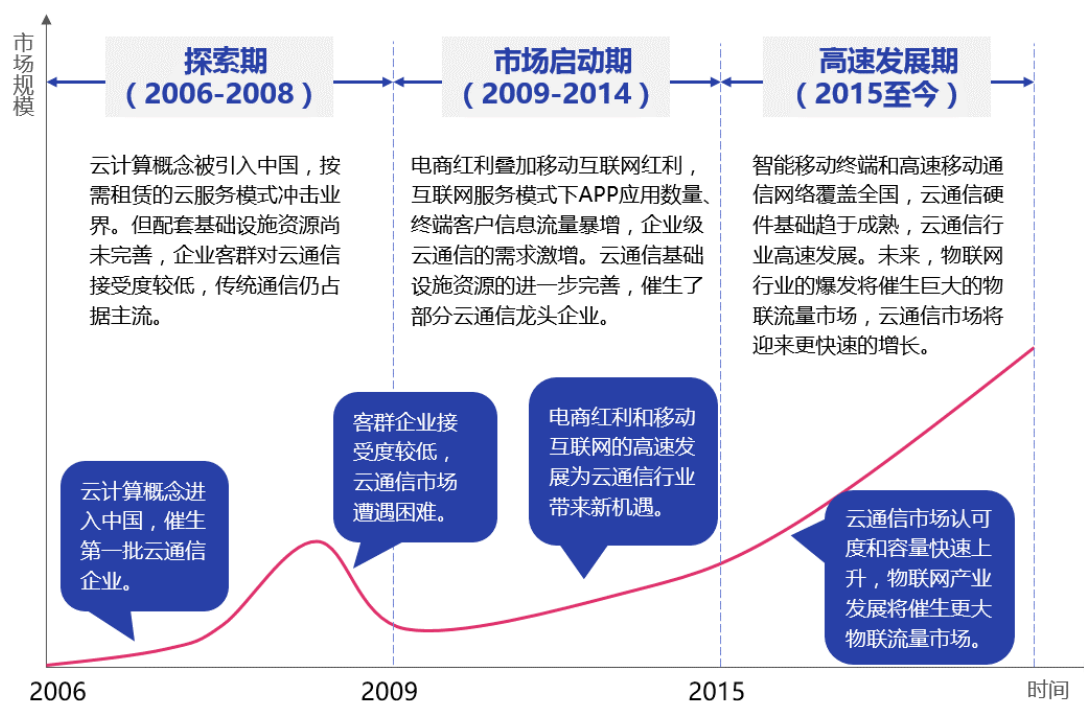 市场规模
探索期
（2006-2008）
市场启动期
（2009-2014）
高速发展期
（2015至今）
云计算概念被引入中国，按
需租赁的云服务模式冲击业
界。但配套基础设施资源尚
未完善，企业客群对云通信
接受度较低，传统通信仍占
据主流。
电商红利叠加移动互联网红利，
互联网服务模式下APP应用数量、
终端客户信息流量暴增，企业级
云通信的需求激增。云通信基础
设施资源的进一步完善，催生了
部分云通信龙头企业。
智能移动终端和高速移动通
信网络覆盖全国，云通信硬
件基础趋于成熟，云通信行
业高速发展。未来，物联网
行业的爆发将催生巨大的物
联流量市场，云通信市场将
迎来更快速的增长。
云计算概念进
入中国，催生
第一批云通信
企业。
客群企业接
受度较低，
云通信市场
遭遇困难。
电商红利和移动
互联网的高速发
展为云通信行业
带来新机遇。
云通信市场认可
度和容量快速上
升，物联网产业
发展将催生更大
物联流量市场。
2006
2009
2015
时间